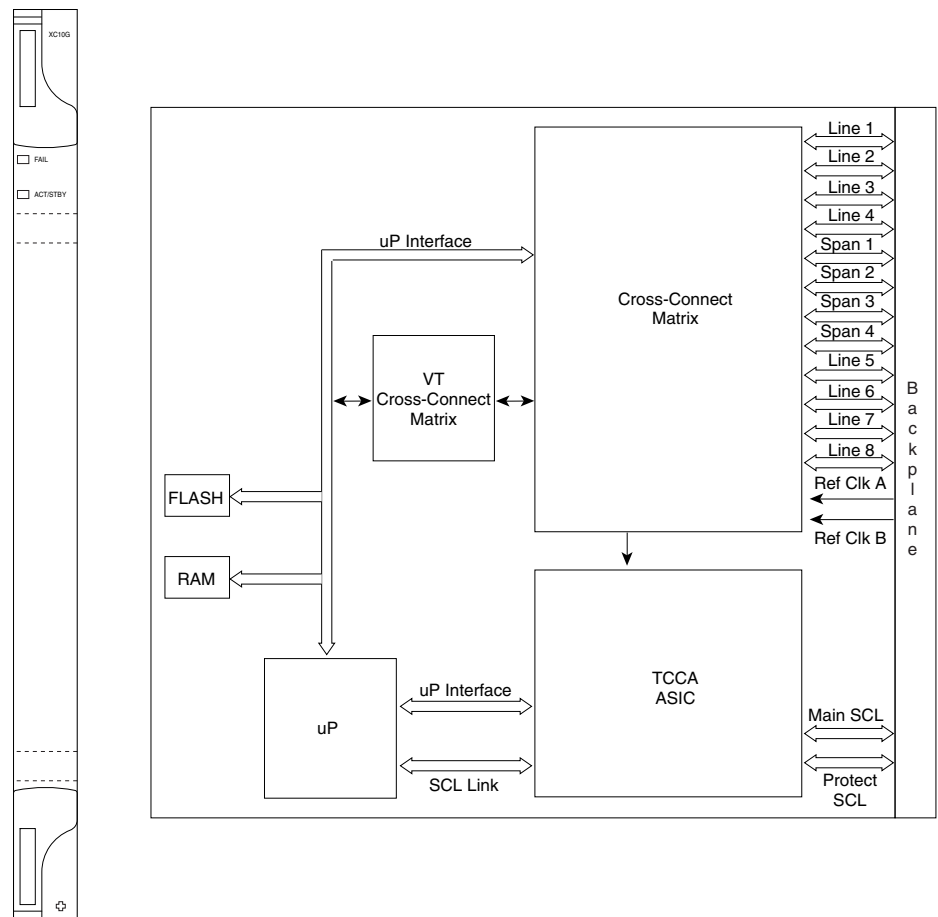 XC10G
FAIL
ACT/STBY
Line 1
Line 2
Line 3
Line 4
Span 1
Span 2
Span 3
Span 4
Line 5
Line 6
Line 7
Line 8
Ref Clk A
Ref Clk B
uP Interface
Cross-Connect
Matrix
VT
Cross-Connect
Matrix
Backplane
FLASH
RAM
uP
uP Interface
SCL Link
TCCA
ASIC
Main SCL
Protect
SCL